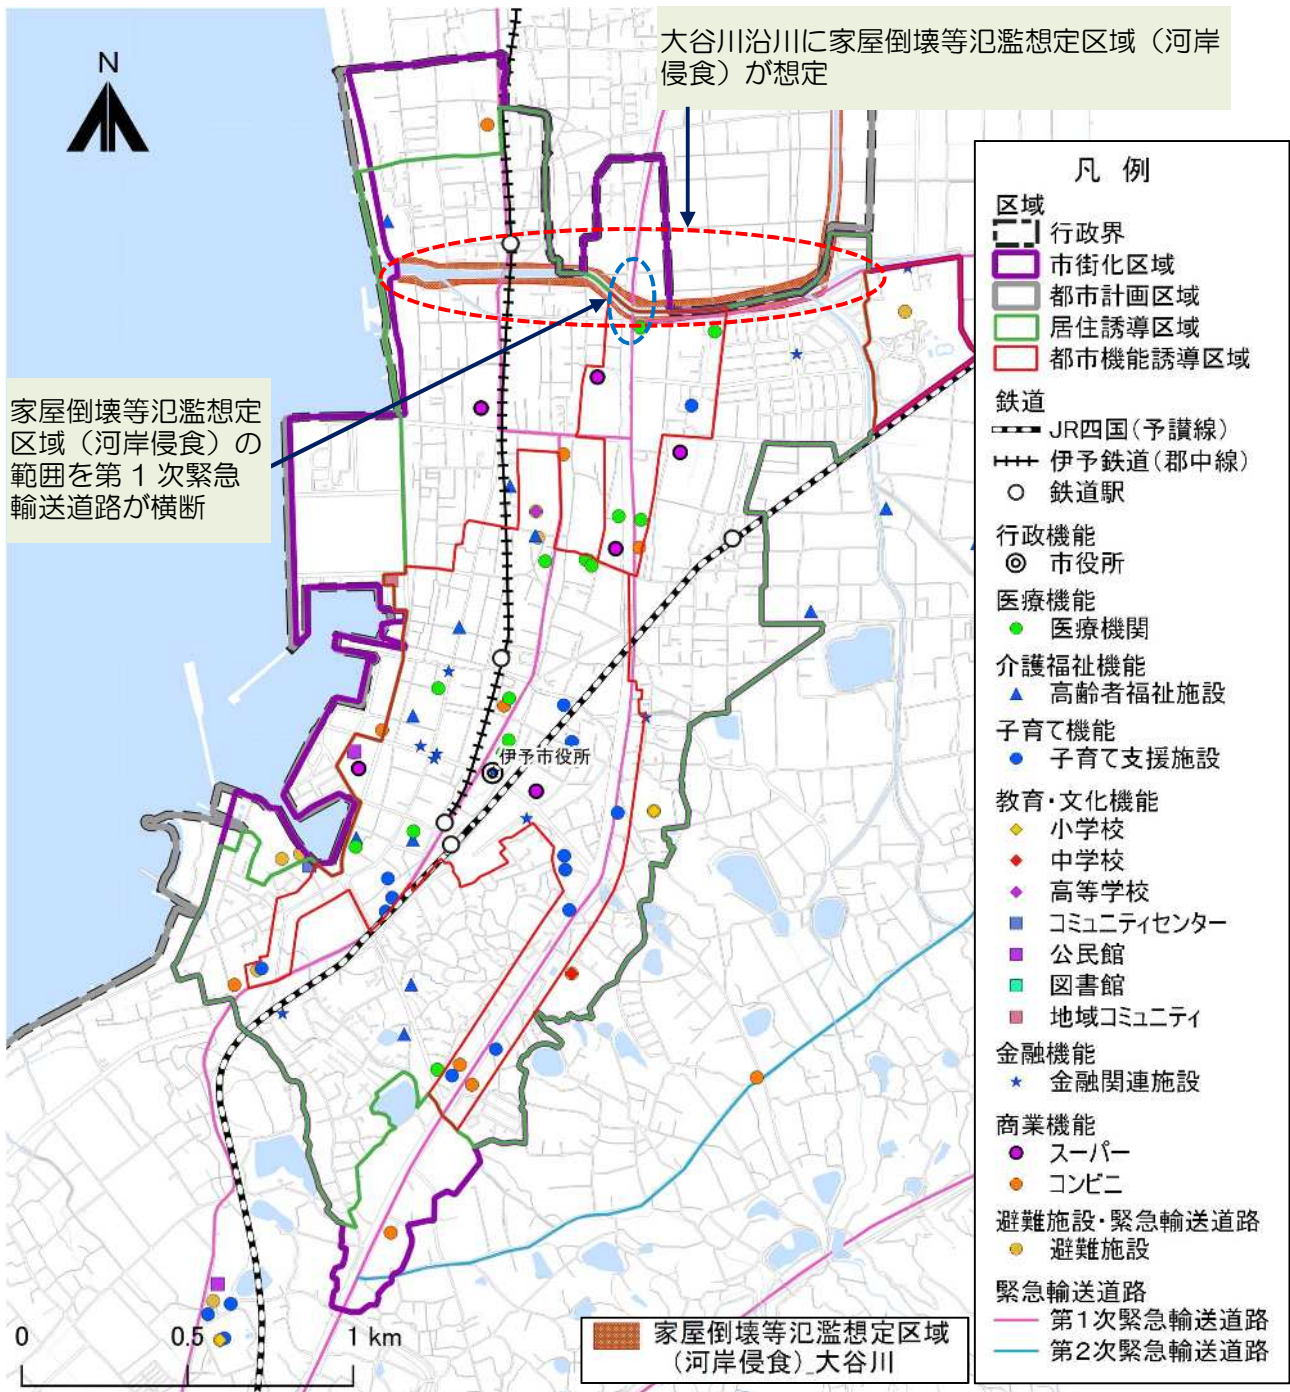 大谷川沿川に家屋倒壊等氾濫想定区域（河岸
侵食）が想定
N
家屋倒壊等氾濫想定
区域（河岸侵食）の
範囲を第１次緊急
輸送道路が横断
伊予市役所
凡 例
区域
行政界
市街化区域
都市計画区域
居住誘導区域
都市機能誘導区域
鉄道
JR四国(予讃線)
伊予鉄道(郡中線)
鉄道駅
行政機能
市役所
医療機能
医療機関
介護福祉機能
高齢者福祉施設
子育て機能
子育て支援施設
教育・文化機能
小学校
中学校
高等学校
コミュニティセンター
公民館
図書館
地域コミュニティ
金融機能
金融関連施設
商業機能
スーパー
コンビニ
避難施設・緊急輸送道路
避難施設
緊急輸送道路
第1次緊急輸送道路
第2次緊急輸送道路
0 0.5 1 km
家屋倒壊等氾濫想定区域
(河岸侵食)_大谷川